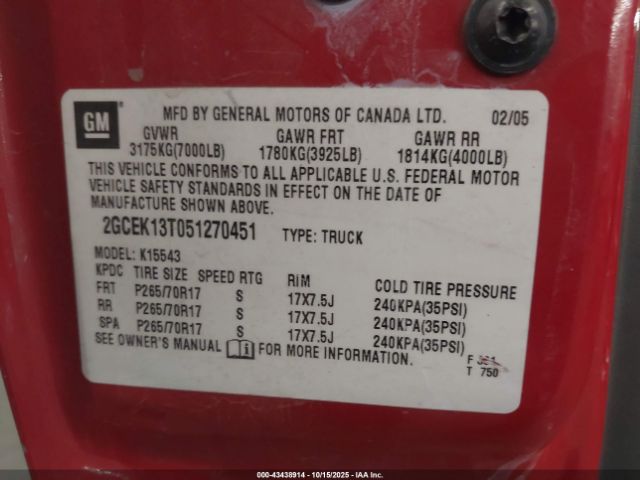 GM
MFD BY GENERAL MOTORS OF CANADA LTD. 02/05
GVWR GAWR FRT GAWR RR
3175KG(7000LB) 1780KG(3925LB) 1814KG(4000LB)
THIS VEHICLE CONFORMS TO ALL APPLICABLE U.S. FEDERAL MOTOR
VEHICLE SAFETY STANDARDS IN EFFECT ON THE DATE OF
MANUFACTURE SHOWN ABOVE.
2GCEK13T051270451 TYPE: TRUCK
MODEL: K15543
KPDC TIRE SIZE SPEED RTG RIM COLD TIRE PRESSURE
FRT P265/70R17 S 17X7.5J 240KPA(35PSI)
RR P265/70R17 S 17X7.5J 240KPA(35PSI)
SPA P265/70R17 S 17X7.5J 240KPA(35PSI)
SEE OWNER'S MANUAL FOR MORE INFORMATION.
F
T 750
000-43438914 - 10/15/2025 - IAA Inc.